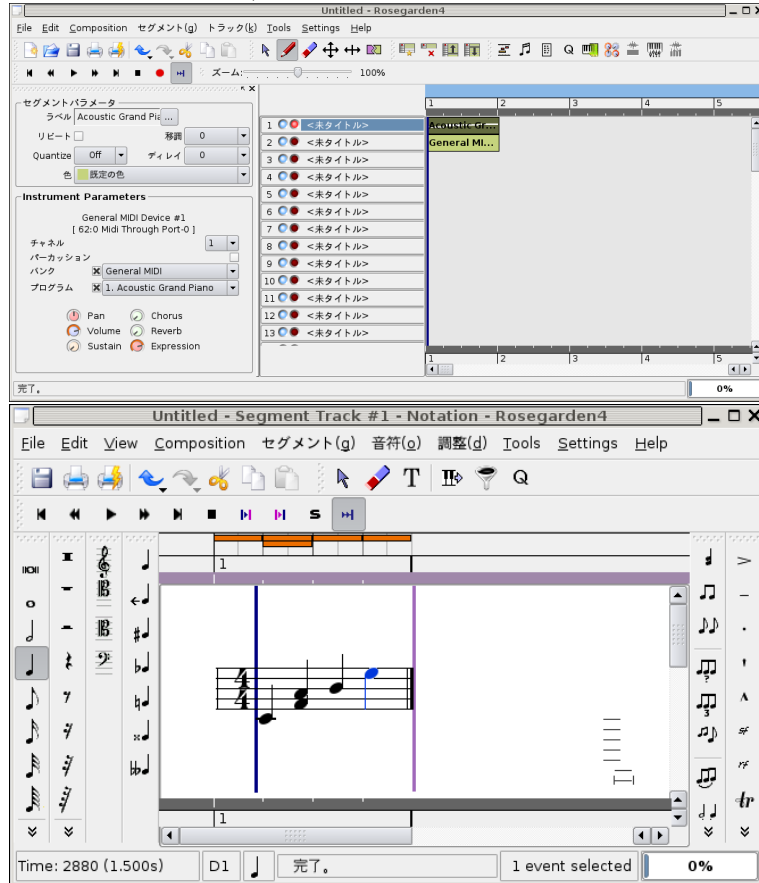 Untitled - Rosegarden4
File Edit Composition セグメント(g) トラック(k) Tools Settings Help
Q
ズーム: 100%
セグメントパラメータ
ラベル Acoustic Grand Pia ...
リピート 移調 0
Quantize Off ディレイ 0
色 既定の色
Instrument Parameters
General MIDI Device #1
[ 62:0 Midi Through Port-0 ]
チャネル 1
パーカッション
バンク General MIDI
プログラム 1. Acoustic Grand Piano
Pan Chorus
Volume Reverb
Sustain Expression
1 2 3 4 5
1 <未タイトル> Acoustic Gr...
2 <未タイトル> General MI...
3 <未タイトル>
4 <未タイトル>
5 <未タイトル>
6 <未タイトル>
7 <未タイトル>
8 <未タイトル>
9 <未タイトル>
10 <未タイトル>
11 <未タイトル>
12 <未タイトル>
13 <未タイトル>
1 2 3 4 5
完了。 0%
Untitled - Segment Track #1 - Notation - Rosegarden4
File Edit View Composition セグメント(g) 音符(o) 調整(d) Tools Settings Help
T Q
S
1
4
4
?
3
sf
rf
tr
1
Time: 2880 (1.500s) D1 完了。 1 event selected 0%